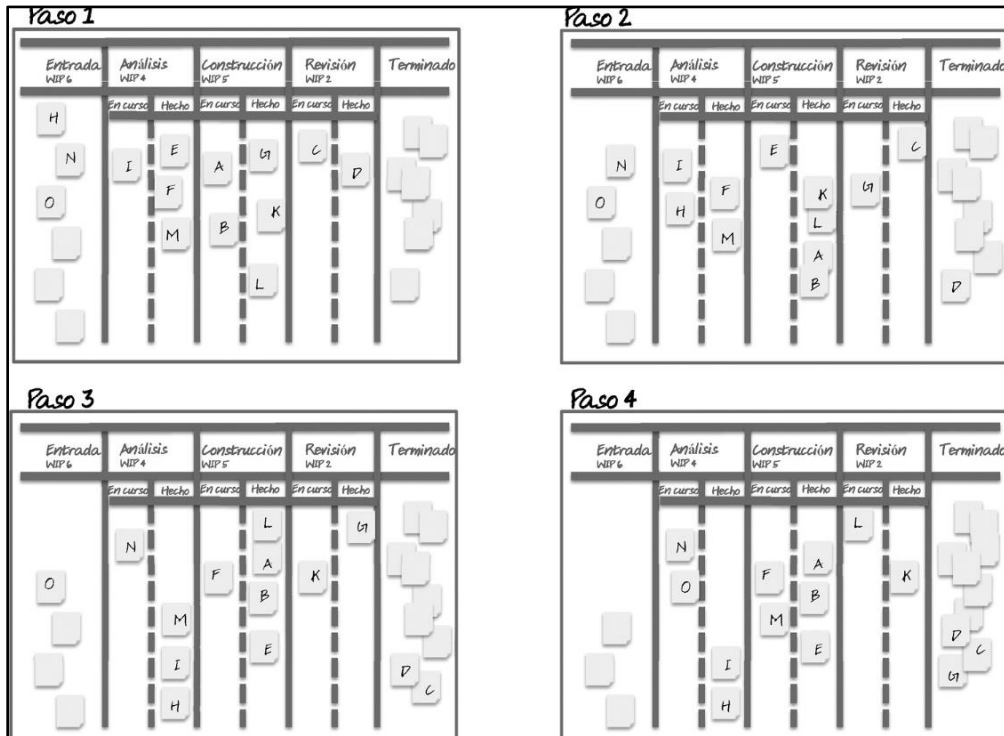 Paso 1
Entrada Análisis Construcción Revisión Terminado
WIP 6 WIP 4 WIP 5 WIP 2
En curso Hecho En curso Hecho En curso Hecho
H
N
O
I
E
F
M
A
B
G
K
L
C
D
Paso 2
Entrada Análisis Construcción Revisión Terminado
WIP 6 WIP 4 WIP 5 WIP 2
En curso Hecho En curso Hecho En curso Hecho
N
O
I
H
F
M
E
K
L
A
B
G
C
D
Paso 3
Entrada Análisis Construcción Revisión Terminado
WIP 6 WIP 4 WIP 5 WIP 2
En curso Hecho En curso Hecho En curso Hecho
O
N
M
I
H
F
L
A
B
E
K
G
D
C
Paso 4
Entrada Análisis Construcción Revisión Terminado
WIP 6 WIP 4 WIP 5 WIP 2
En curso Hecho En curso Hecho En curso Hecho
N
O
I
H
F
M
A
B
E
L
K
D
C
G